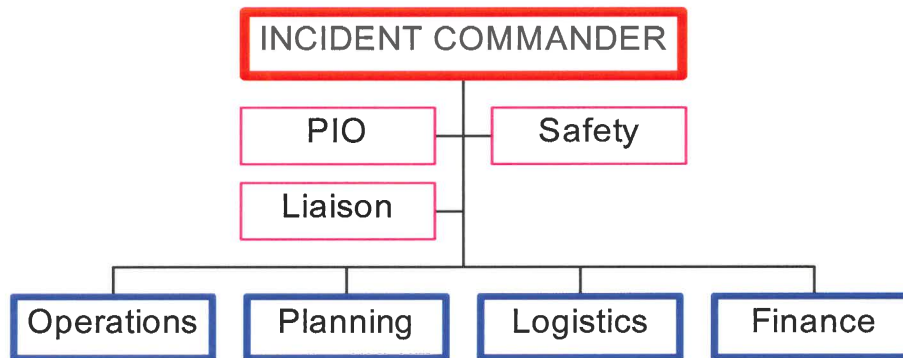 INCIDENT COMMANDER
PIO
Safety
Liaison
Operations
Planning
Logistics
Finance